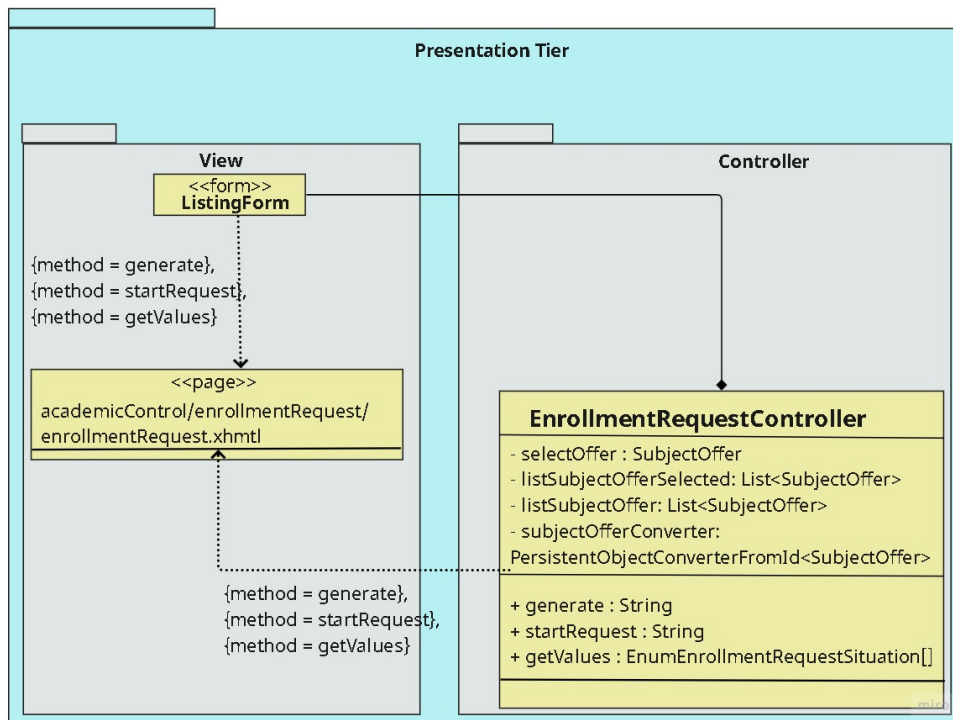 Presentation Tier
View
<<form>>
ListingForm
{method = generate},
{method = startRequest},
{method = getValues}
<<page>>
academicControl/enrollmentRequest/
enrollmentRequest.xhmtl
{method = generate},
{method = startRequest},
{method = getValues}
Controller
EnrollmentRequestController
- selectOffer : SubjectOffer
- listSubjectOfferSelected: List<SubjectOffer>
- listSubjectOffer: List<SubjectOffer>
- subjectOfferConverter:
PersistentObjectConverterFromId<SubjectOffer>
+ generate : String
+ startRequest : String
+ getValues : EnumEnrollmentRequestSituation[]
miro